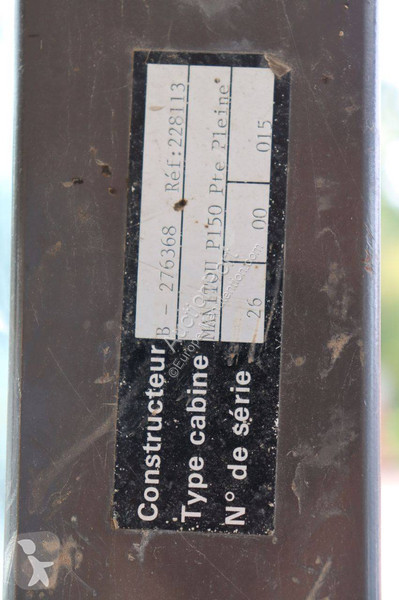 Constructeur B - 276368 Réf:228113
Type cabine MANITOU P150 Pte Pleine
N° de série 26 00 015